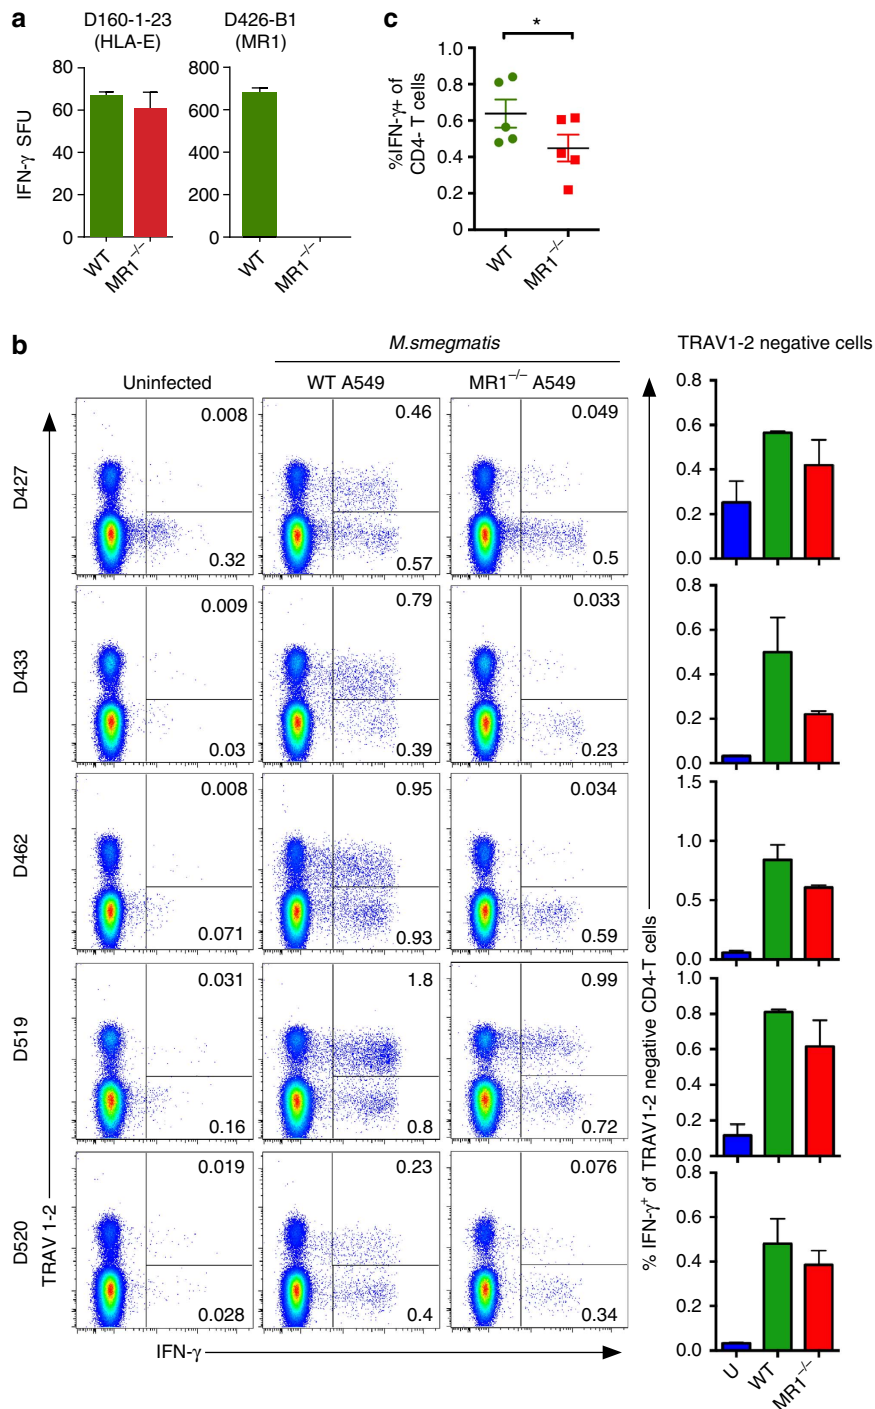 a
D160-1-23
(HLA-E)
D426-B1
(MR1)
IFN-γ SFU
80
60
40
20
0
800
600
400
200
0
WT
MR1−/−
WT
MR1−/−
c
*
%IFN-γ+ of
CD4- T cells
1.0
0.8
0.6
0.4
0.2
0
WT
MR1−/−
b
M.smegmatis
TRAV1-2 negative cells
Uninfected
WT A549
MR1−/− A549
D427
0.008
0.46
0.049
0.32
0.57
0.5
0.8
0.6
0.4
0.2
0.0
D433
0.009
0.79
0.033
0.03
0.39
0.23
0.8
0.6
0.4
0.2
0.0
D462
0.008
0.95
0.034
0.071
0.93
0.59
1.5
1.0
0.5
0.0
D519
0.031
1.8
0.99
0.16
0.8
0.72
1.0
0.8
0.6
0.4
0.2
0.0
D520
0.019
0.23
0.076
0.028
0.4
0.34
0.8
0.6
0.4
0.2
0.0
TRAV 1-2
IFN-γ
% IFN-γ+ of TRAV1-2 negative CD4-T cells
U
WT
MR1−/−